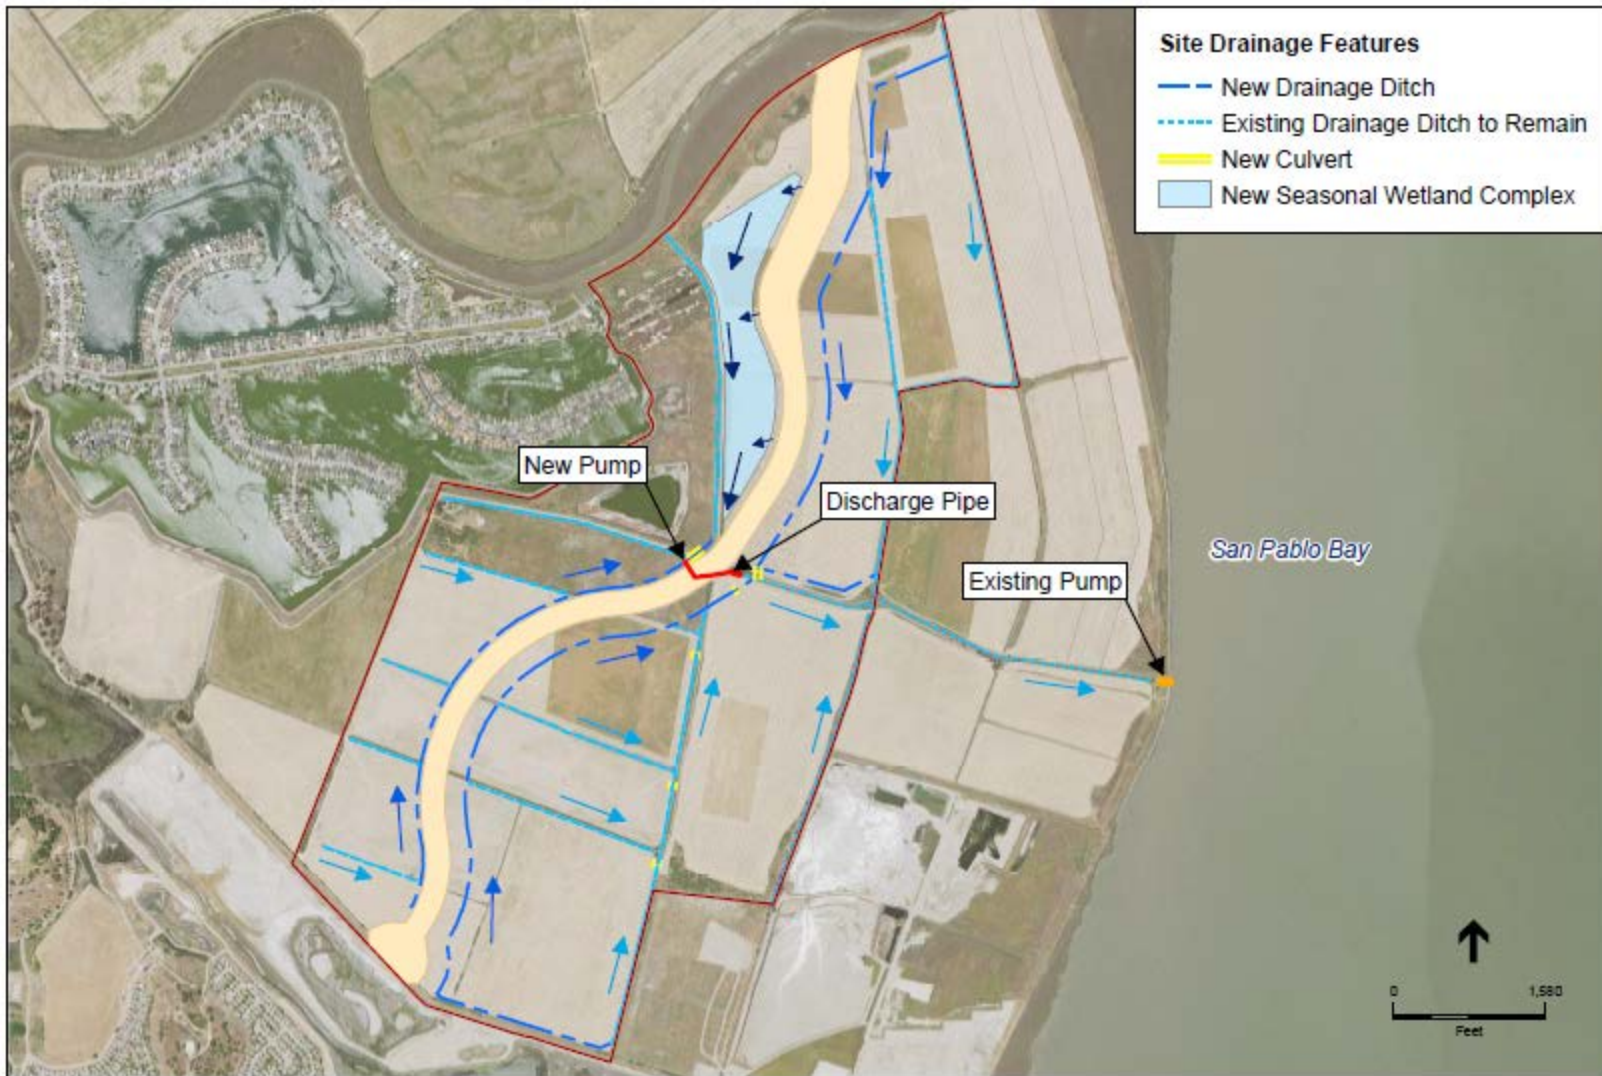 Site Drainage Features
New Drainage Ditch
Existing Drainage Ditch to Remain
New Culvert
New Seasonal Wetland Complex
New Pump
Discharge Pipe
San Pablo Bay
Existing Pump
0 1,580
Feet